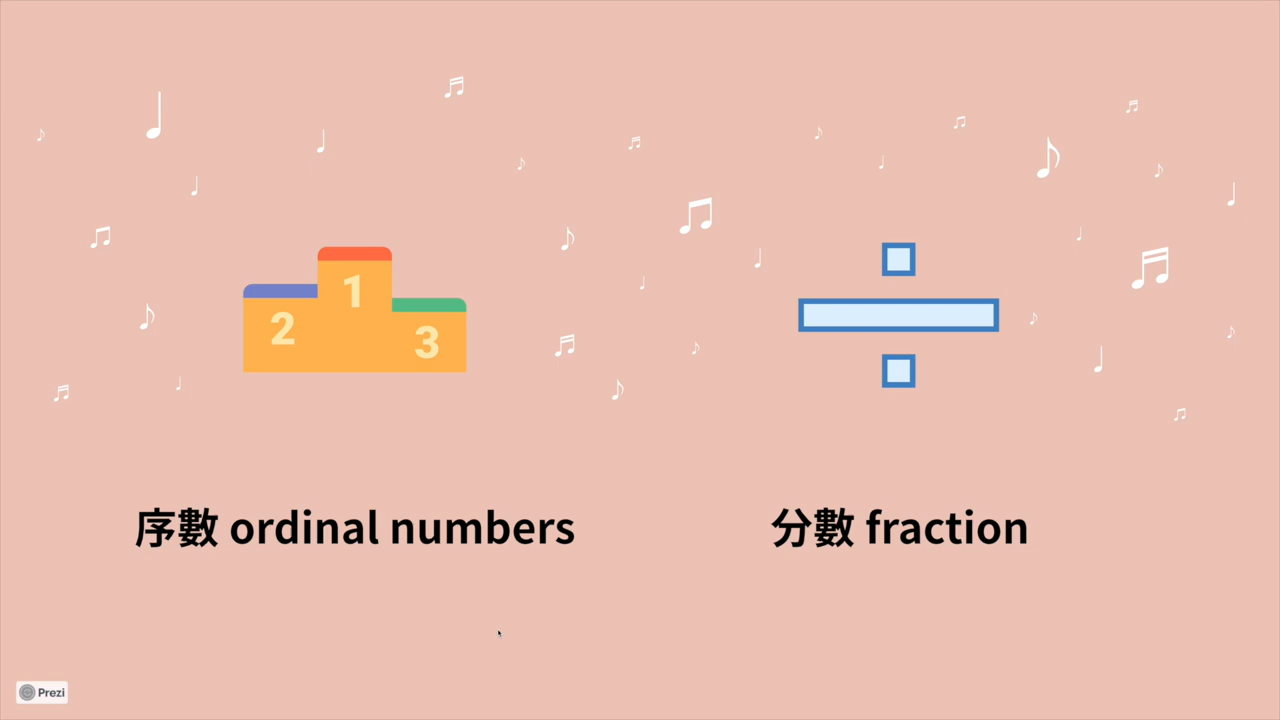 1
2
3
序數 ordinal numbers
分數 fraction
Prezi